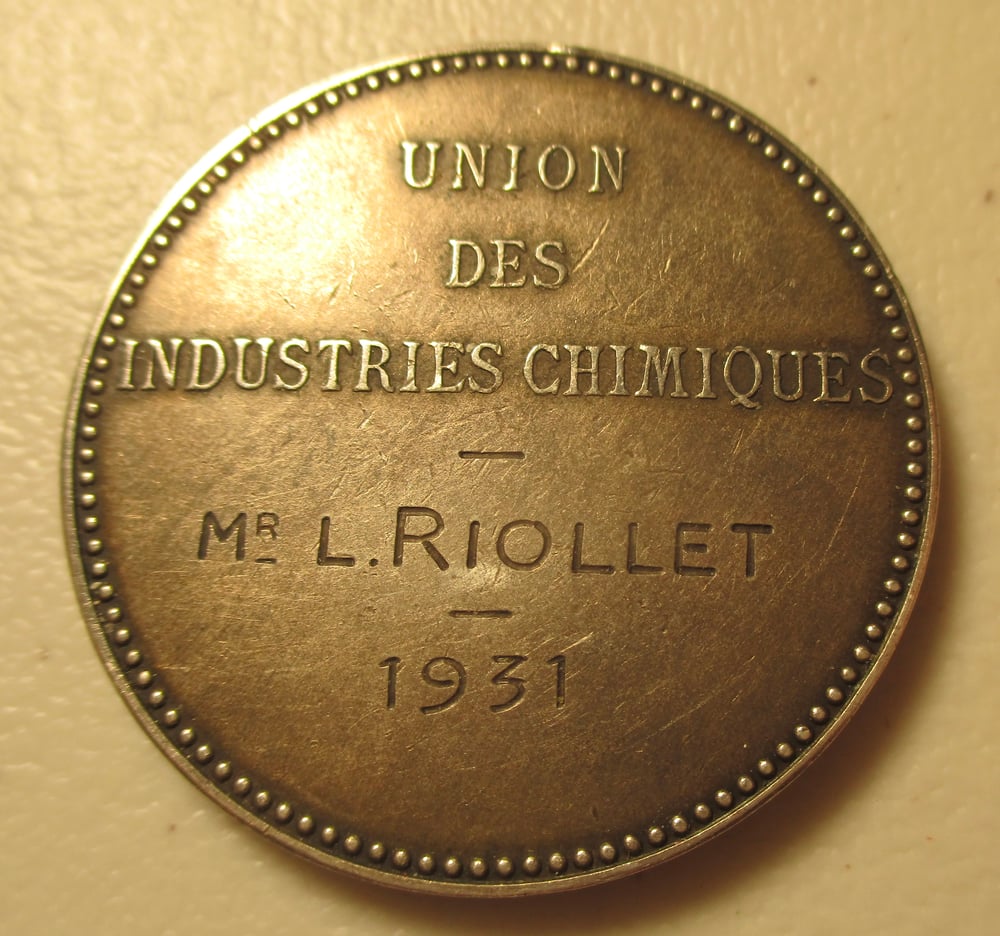 UNION
DES
INDUSTRIES CHIMIQUES
—
MR L. RIOLLET
—
1931